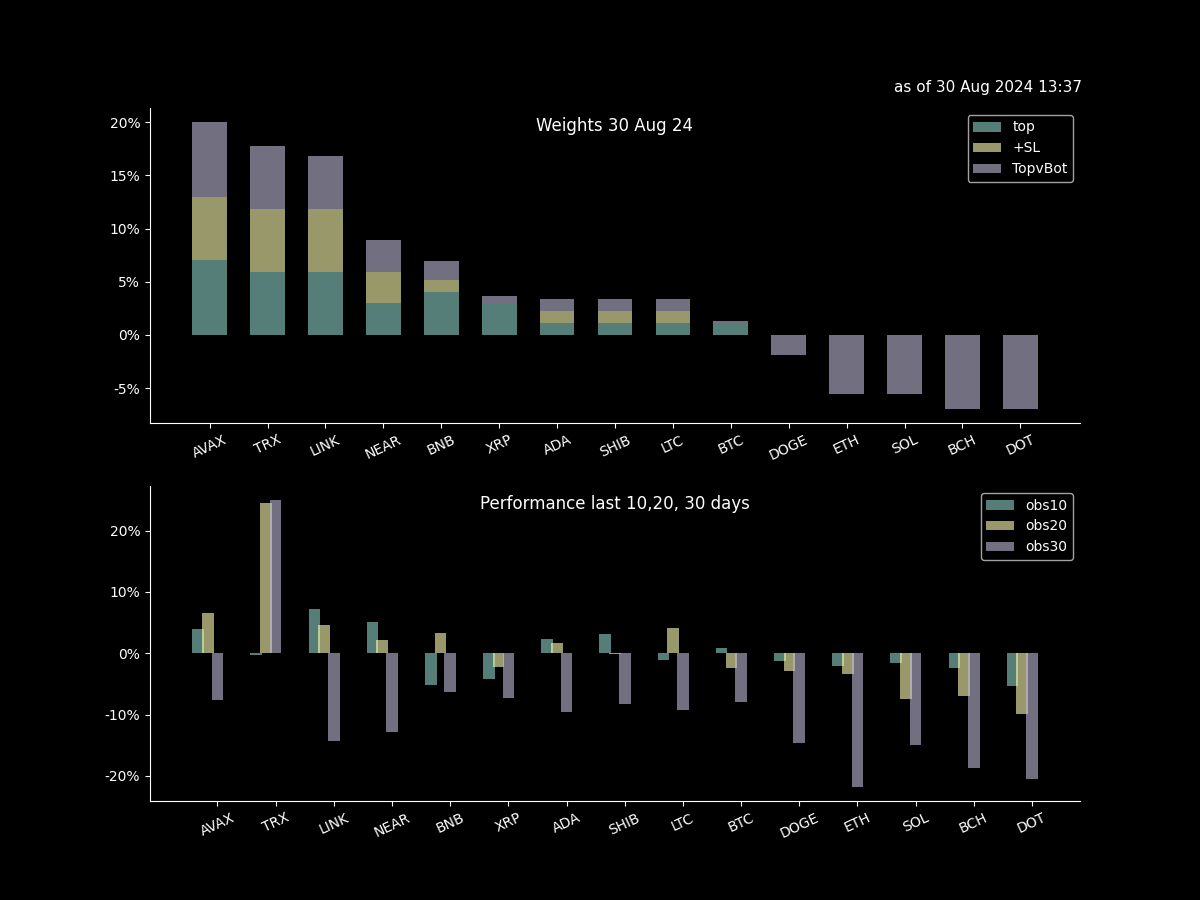 as of 30 Aug 2024 13:37
Weights 30 Aug 24
top
+SL
TopvBot
20%
15%
10%
5%
0%
-5%
AVAX TRX LINK NEAR BNB XRP ADA SHIB LTC BTC DOGE ETH SOL BCH DOT
Performance last 10,20, 30 days
obs10
obs20
obs30
20%
10%
0%
-10%
-20%
AVAX TRX LINK NEAR BNB XRP ADA SHIB LTC BTC DOGE ETH SOL BCH DOT